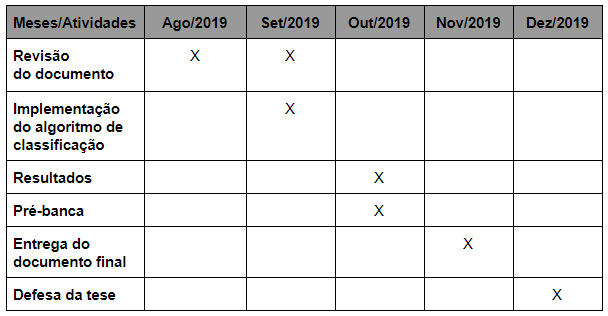 Meses/Atividades Ago/2019 Set/2019 Out/2019 Nov/2019 Dez/2019
Revisão
do documento X X
Implementação X
do algoritmo de
classificação
Resultados X
Pré-banca X
Entrega do X
documento final
Defesa da tese X